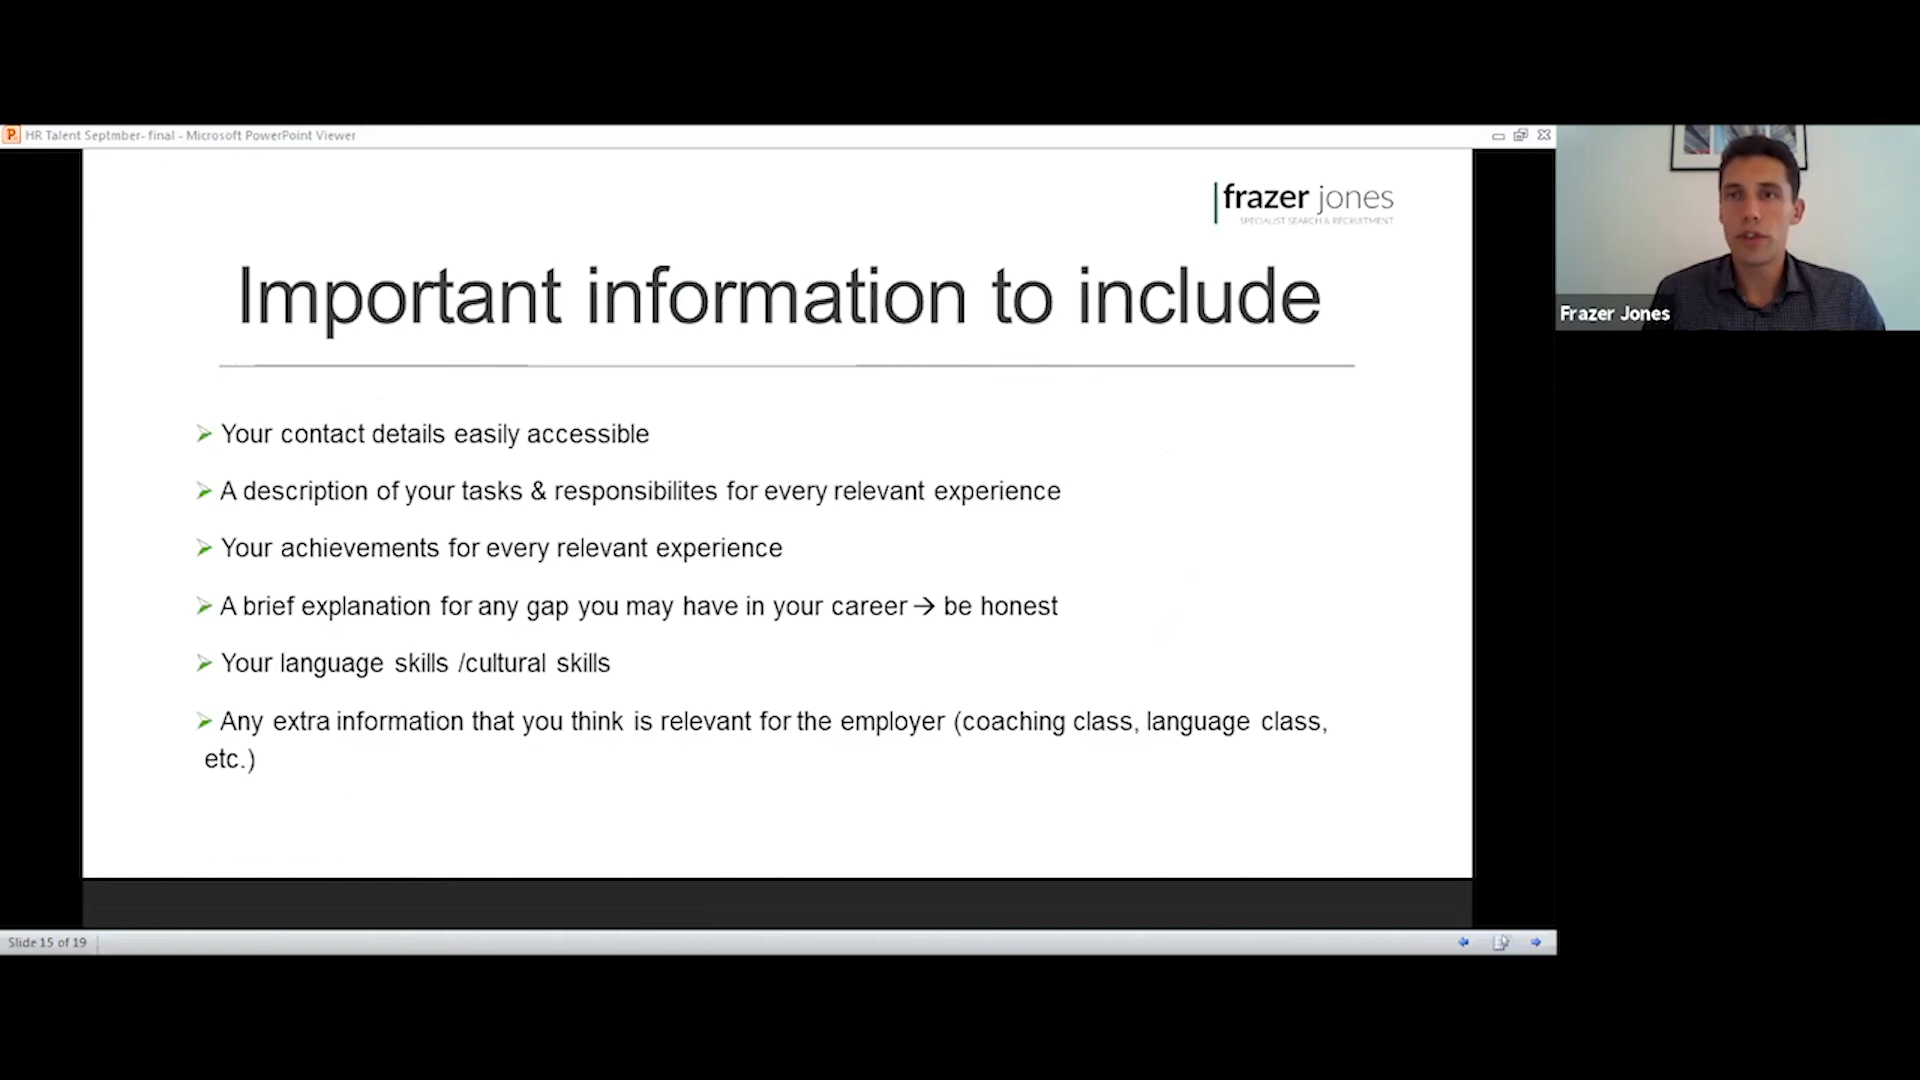 HR Talent Septmber- final - Microsoft PowerPoint Viewer
frazer jones
SPECIALIST SEARCH & RECRUITMENT
Important information to include
Your contact details easily accessible
A description of your tasks & responsibilites for every relevant experience
Your achievements for every relevant experience
A brief explanation for any gap you may have in your career → be honest
Your language skills /cultural skills
Any extra information that you think is relevant for the employer (coaching class, language class,
etc.)
Frazer Jones
Slide 15 of 19